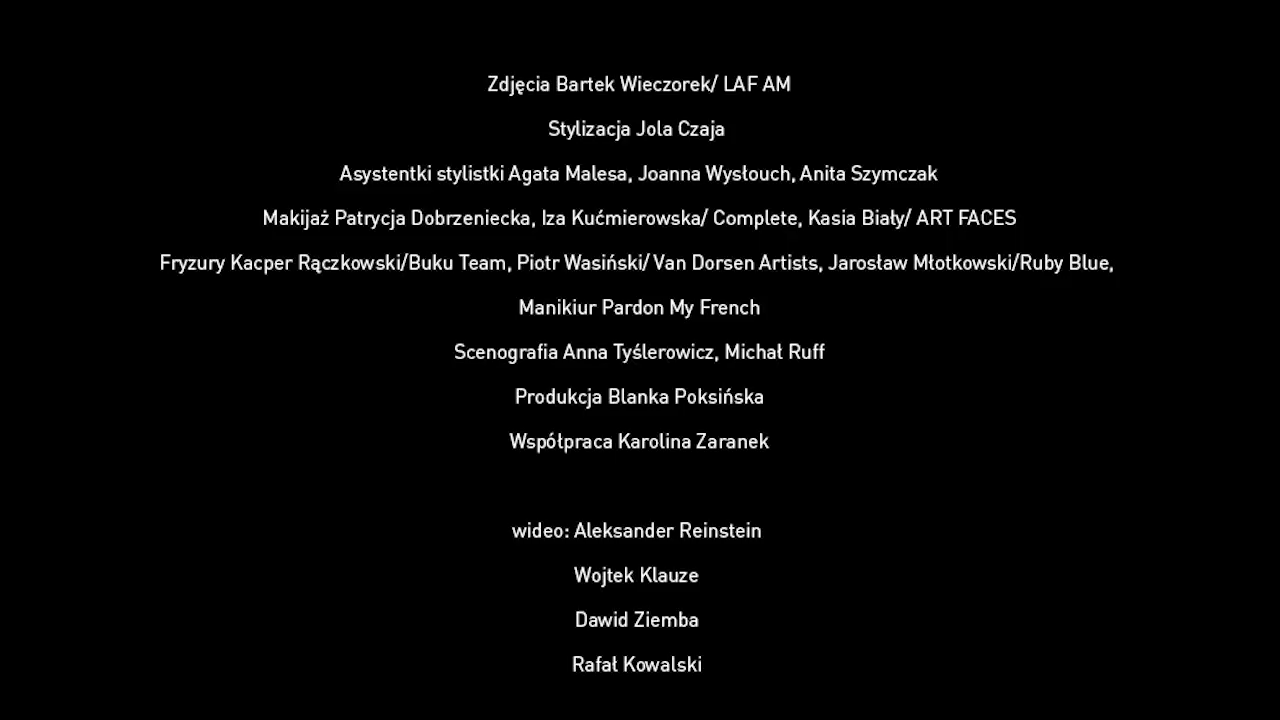 Zdjęcia Bartek Wieczorek/ LAF AM
Stylizacja Jola Czaja
Asystentki stylistki Agata Malesa, Joanna Wysłouch, Anita Szymczak
Makijaż Patrycja Dobrzeniecka, Iza Kućmierowska/ Complete, Kasia Biały/ ART FACES
Fryzury Kacper Rączkowski/Buku Team, Piotr Wasiński/ Van Dorsen Artists, Jarosław Młotkowski/Ruby Blue,
Manikiur Pardon My French
Scenografia Anna Tyślerowicz, Michał Ruff
Produkcja Blanka Poksińska
Współpraca Karolina Zaranek
wideo: Aleksander Reinstein
Wojtek Klauze
Dawid Ziemba
Rafał Kowalski